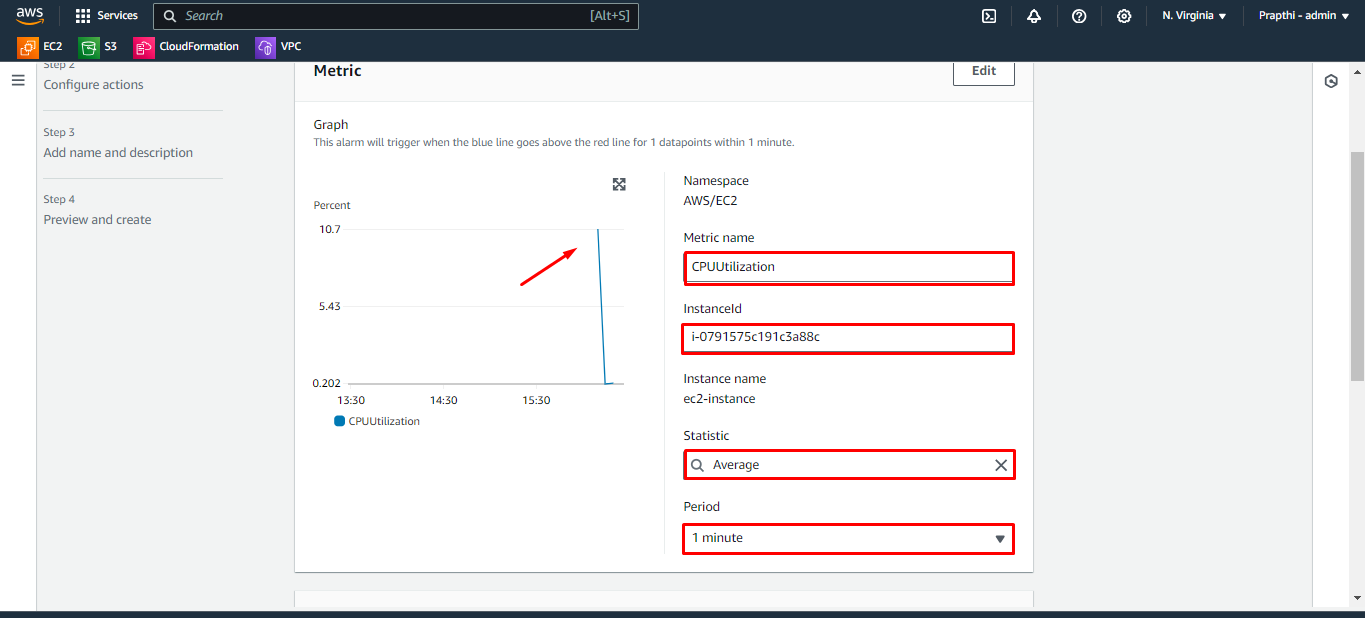 aws
Services
Search
[Alt+S]
N. Virginia
Prapthi - admin
EC2
S3
CloudFormation
VPC
Step 2
Configure actions
Step 3
Add name and description
Step 4
Preview and create
Metric
Edit
Graph
This alarm will trigger when the blue line goes above the red line for 1 datapoints within 1 minute.
Percent
10.7
5.43
0.202
13:30
14:30
15:30
CPUUtilization
Namespace
AWS/EC2
Metric name
CPUUtilization
InstanceId
i-0791575c191c3a88c
Instance name
ec2-instance
Statistic
Average
Period
1 minute